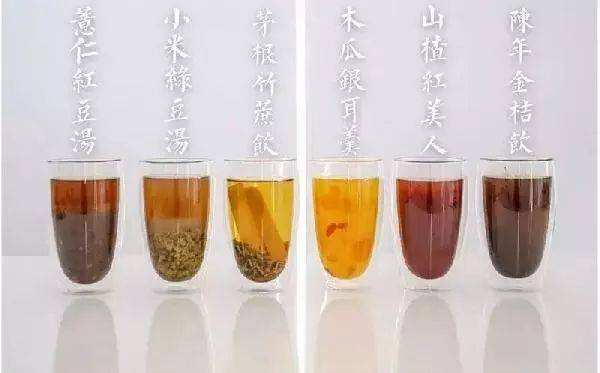 薏仁紅豆湯
小米綠豆湯
茅根竹蔗飲
木瓜銀耳羹
山楂紅美人
陳年金桔飲